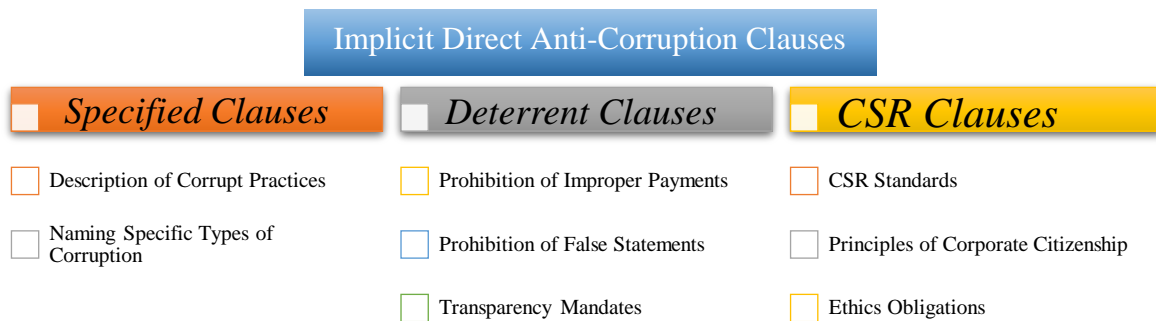 Implicit Direct Anti-Corruption Clauses
Specified Clauses
Description of Corrupt Practices
Naming Specific Types of
Corruption
Deterrent Clauses
Prohibition of Improper Payments
Prohibition of False Statements
Transparency Mandates
CSR Clauses
CSR Standards
Principles of Corporate Citizenship
Ethics Obligations